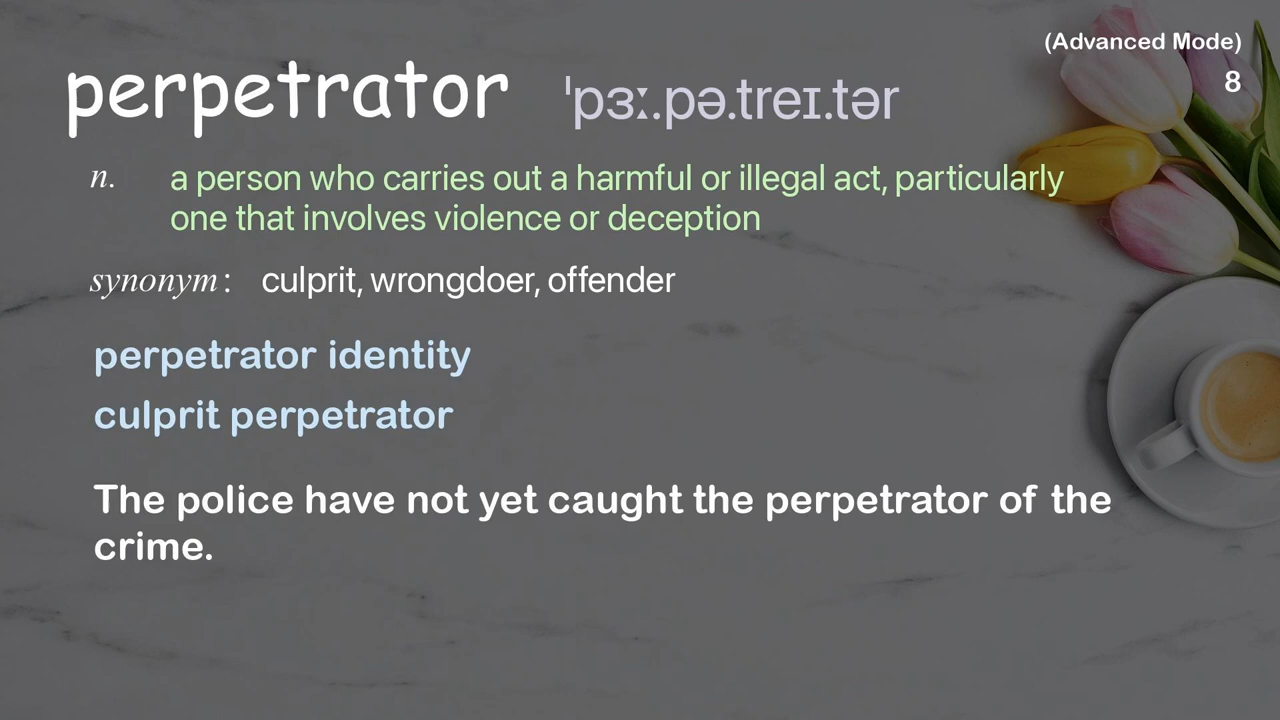 (Advanced Mode)
8
perpetrator ˈpɜː.pə.treɪ.tər
n. a person who carries out a harmful or illegal act, particularly
one that involves violence or deception
synonym: culprit, wrongdoer, offender
perpetrator identity
culprit perpetrator
The police have not yet caught the perpetrator of the
crime.